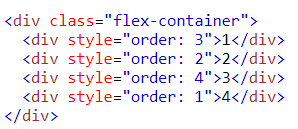 <div class="flex-container">
  <div style="order: 3">1</div>
  <div style="order: 2">2</div>
  <div style="order: 4">3</div>
  <div style="order: 1">4</div>
</div>